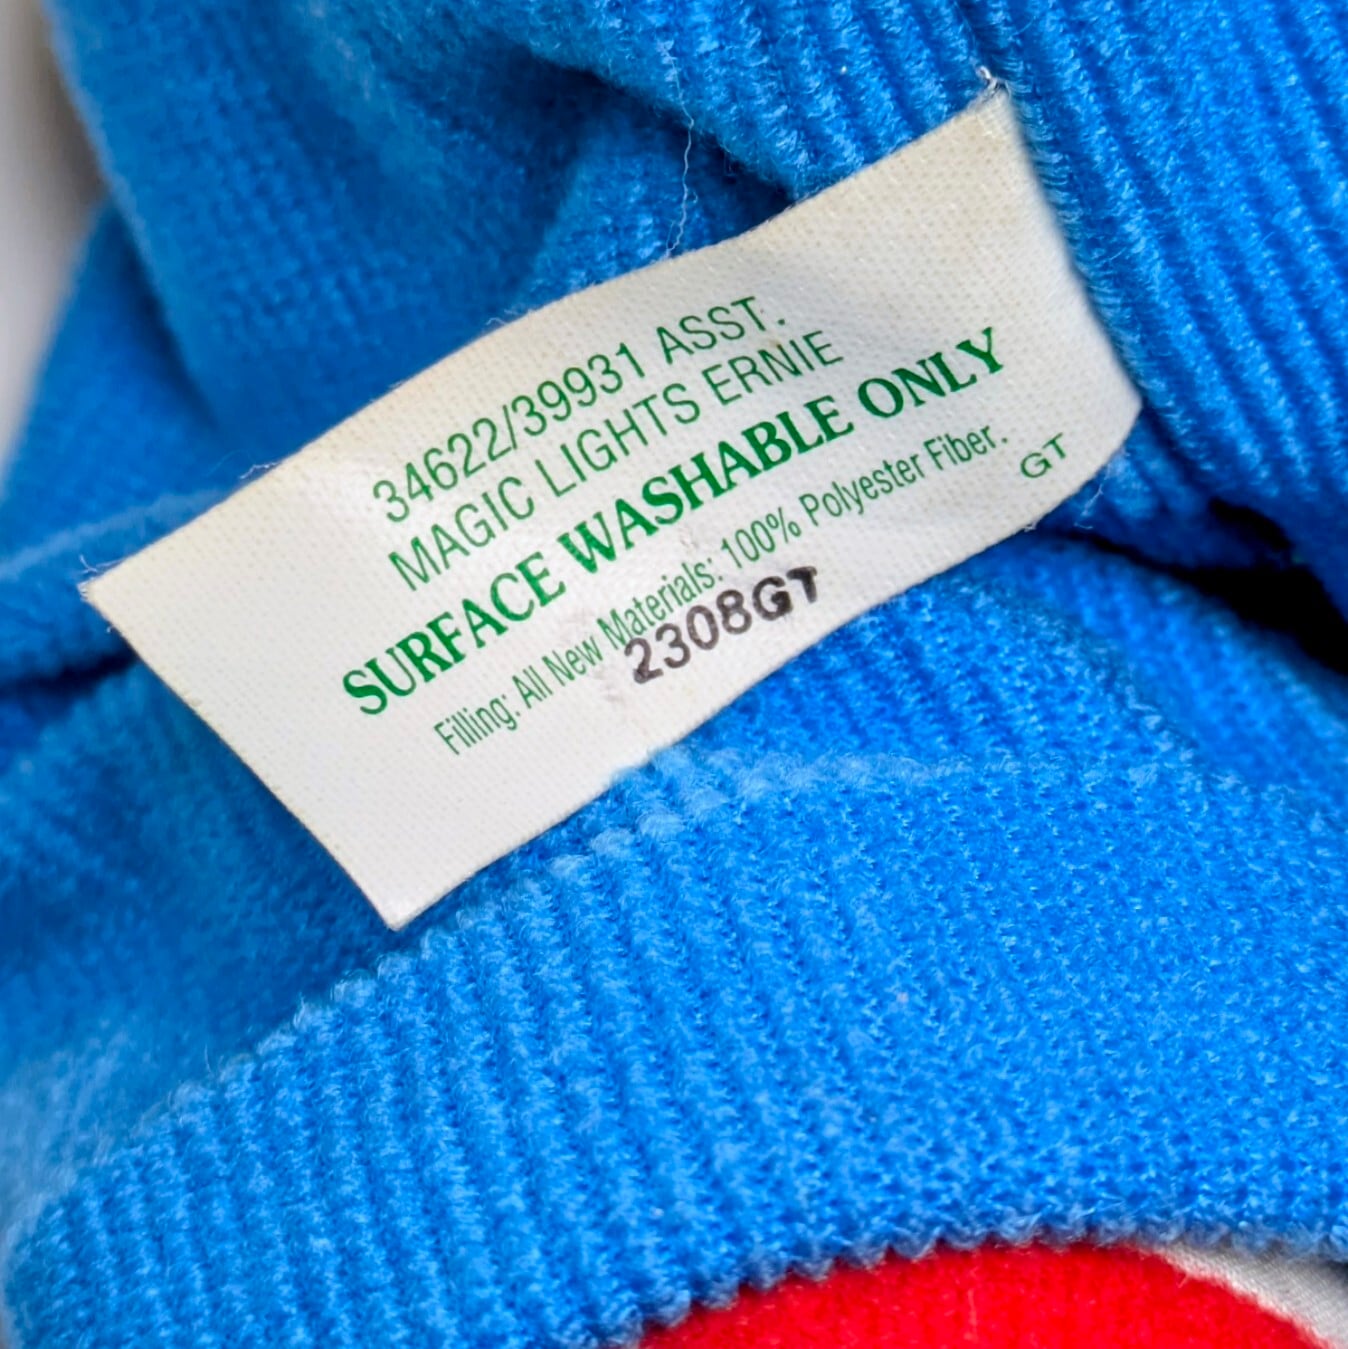 34622/39931 ASST.
MAGIC LIGHTS ERNIE
SURFACE WASHABLE ONLY
Filling: All New Materials: 100% Polyester Fiber.
GT
2308GT